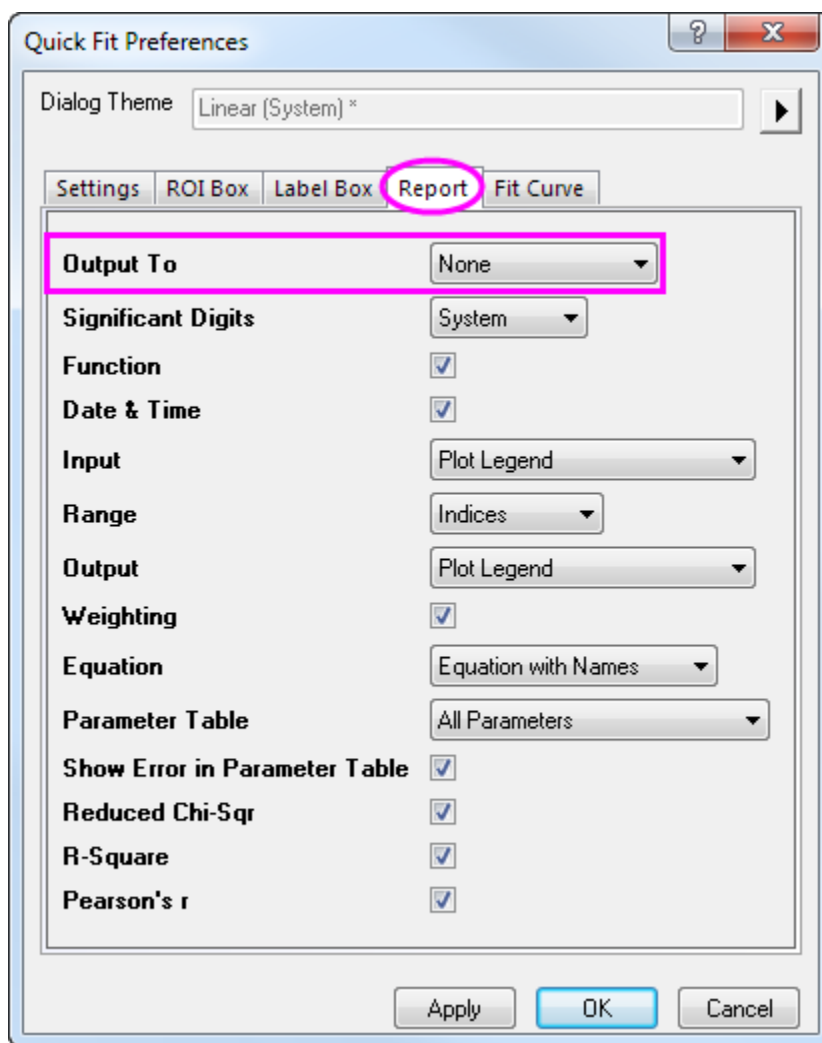 Quick Fit Preferences
Dialog Theme Linear (System) *
Settings ROI Box Label Box Report Fit Curve
Output To None
Significant Digits System
Function
Date & Time
Input Plot Legend
Range Indices
Output Plot Legend
Weighting
Equation Equation with Names
Parameter Table All Parameters
Show Error in Parameter Table
Reduced Chi-Sqr
R-Square
Pearson's r
Apply OK Cancel